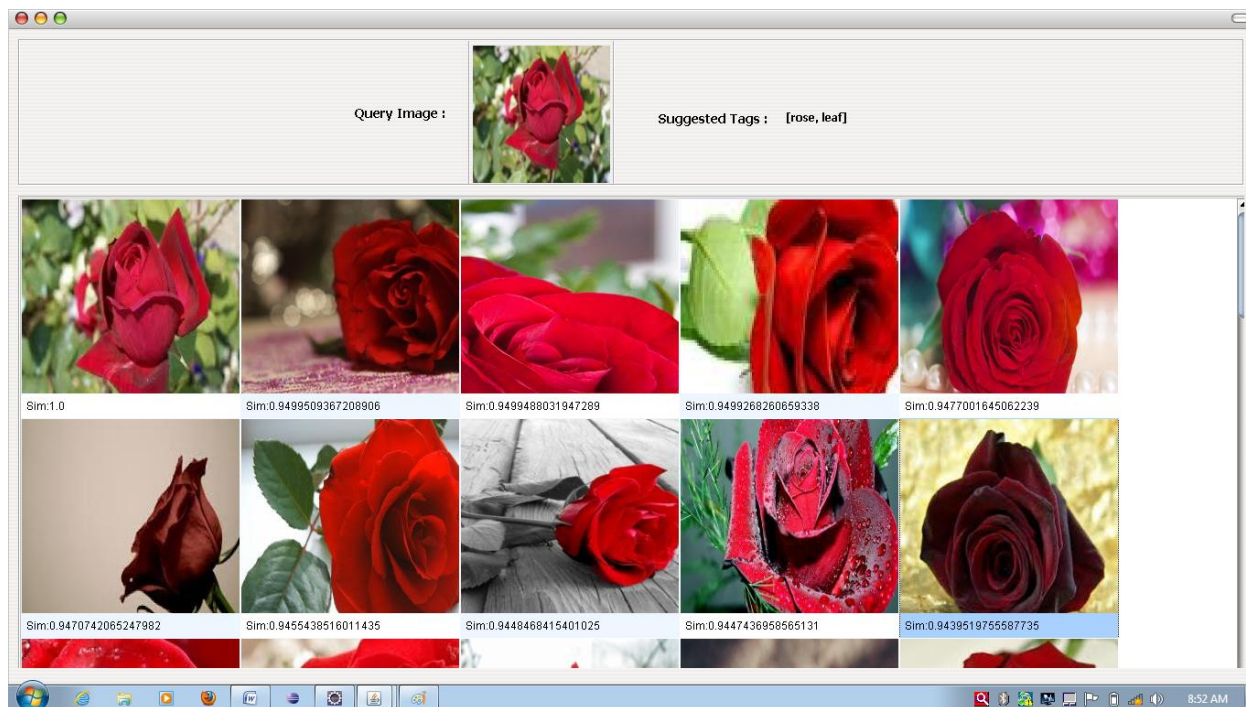 Query Image :
Suggested Tags : [rose, leaf]
Sim:1.0
Sim:0.9499509367208906
Sim:0.9499488031947289
Sim:0.9499268260659338
Sim:0.9477001645062239
Sim:0.9470742065247982
Sim:0.9455438516011435
Sim:0.9448468415401025
Sim:0.9447436958565131
Sim:0.9439519755587735
8:52 AM